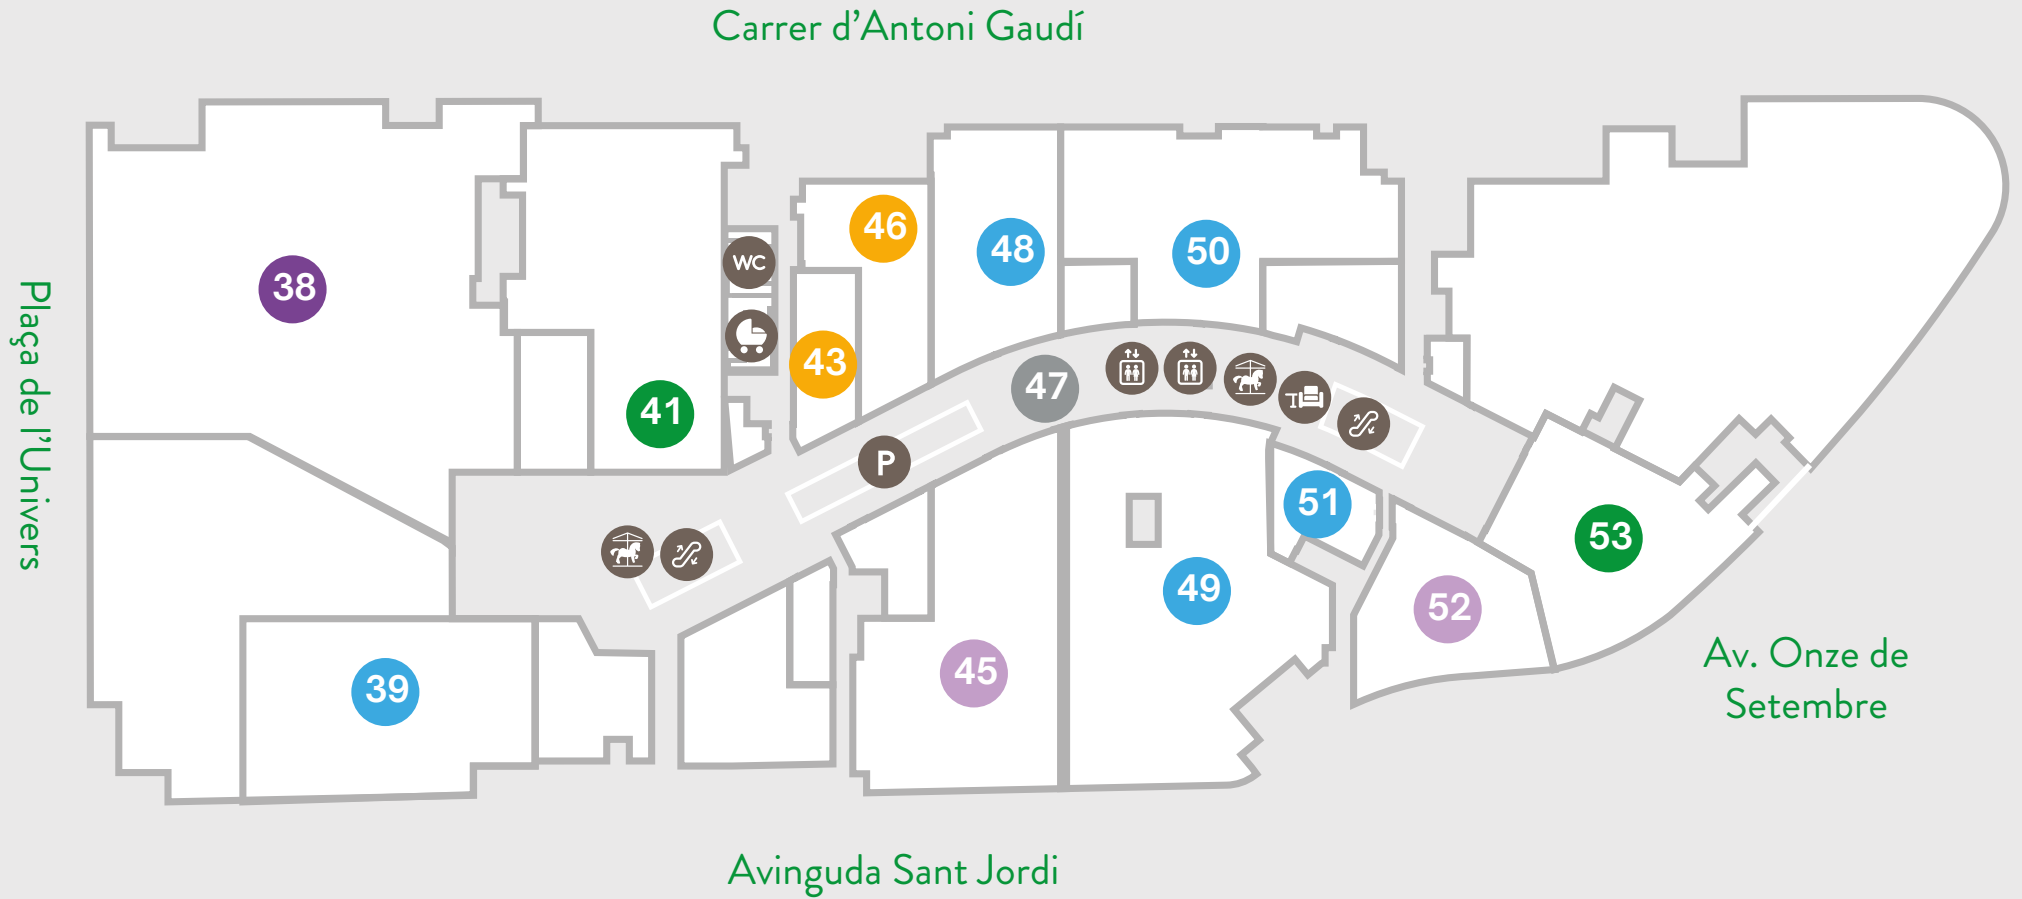 Carrer d’Antoni Gaudí
46
48
50
WC
38
43
47
41
P
51
53
49
52
45
39
Plaça de l’Univers
Av. Onze de
Setembre
Avinguda Sant Jordi